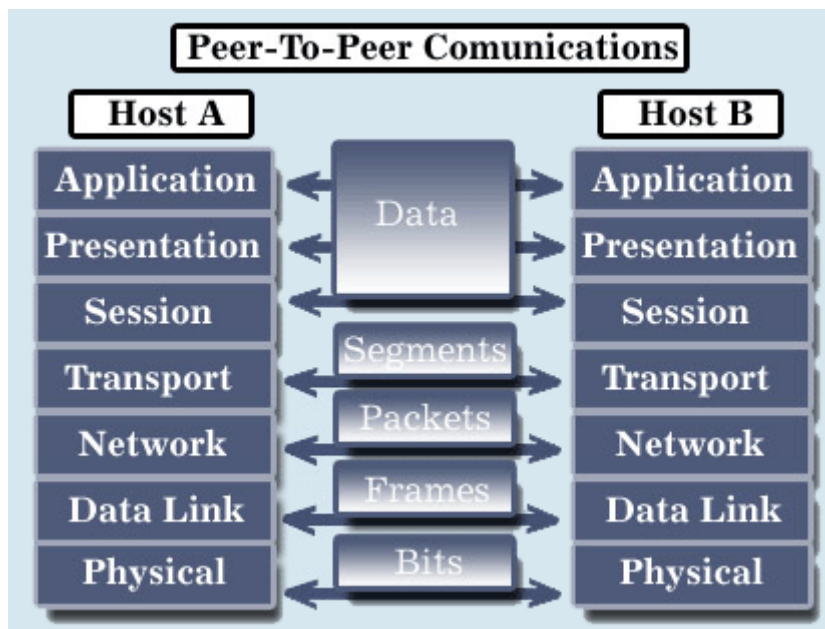 Peer-To-Peer Comunications
Host A
Host B
Application
Data
Application
Presentation
Presentation
Session
Session
Segments
Transport
Transport
Packets
Network
Network
Frames
Data Link
Data Link
Bits
Physical
Physical